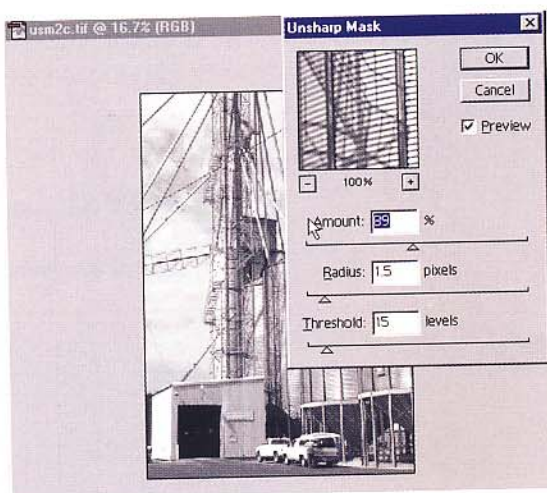 usm2c.tif @ 16.7% (RGB)
Unsharp Mask
OK
Cancel
Preview
100%
Amount: 89 %
Radius: 1.5 pixels
Threshold: 15 levels